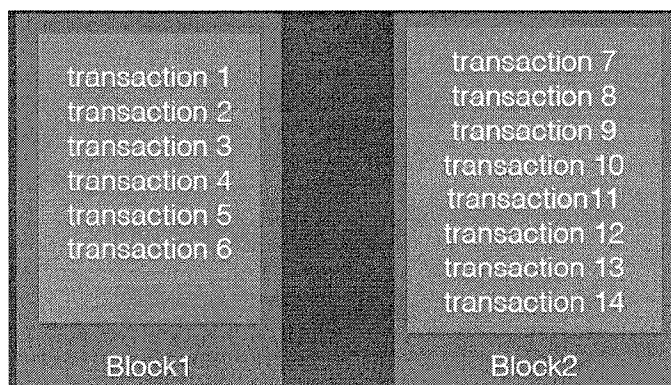 transaction 1
transaction 2
transaction 3
transaction 4
transaction 5
transaction 6
Block1
transaction 7
transaction 8
transaction 9
transaction 10
transaction11
transaction 12
transaction 13
transaction 14
Block2